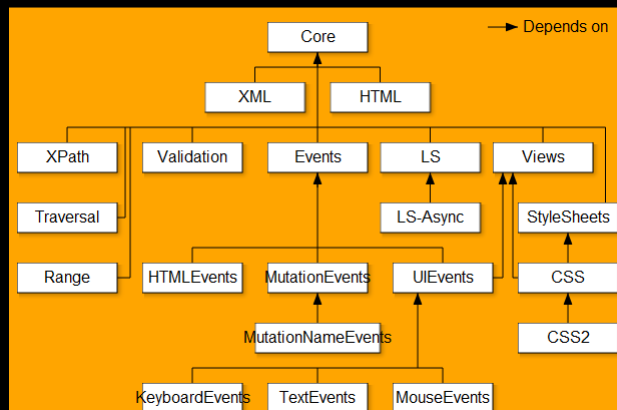 Core
Depends on
XML
HTML
XPath
Validation
Events
LS
Views
Traversal
LS-Async
StyleSheets
Range
HTMLEvents
MutationEvents
UIEvents
CSS
MutationNameEvents
CSS2
KeyboardEvents
TextEvents
MouseEvents